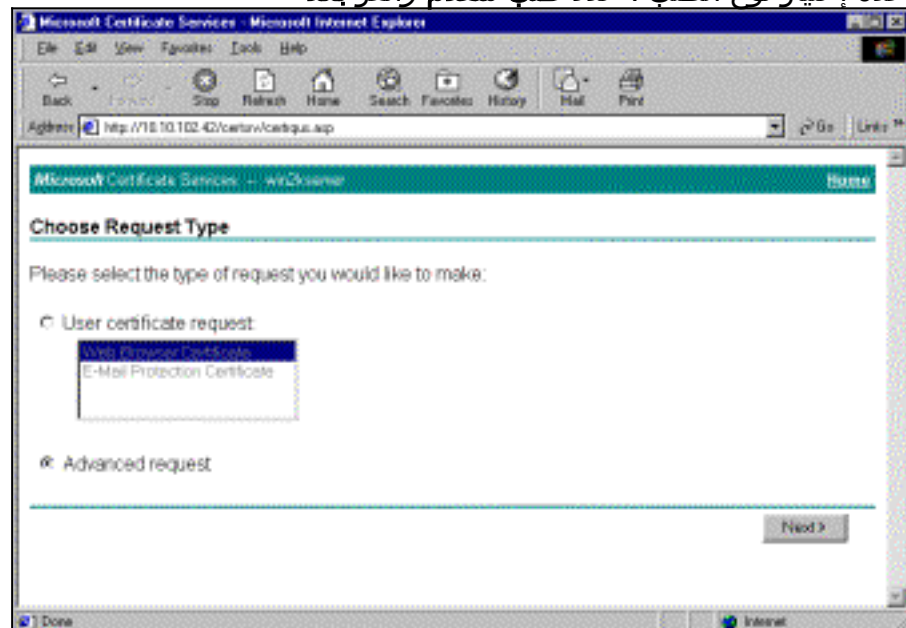 Microsoft Certificate Services - Microsoft Internet Explorer
File Edit View Favorites Tools Help
Back Forward Stop Refresh Home Search Favorites History Mail Print
Address http://10.10.102.42/certsrv/certrqus.asp Go Links »
Microsoft Certificate Services -- win2kserver Home
Choose Request Type
Please select the type of request you would like to make:
User certificate request:
Web Browser Certificate
E-Mail Protection Certificate
Advanced request
Next >
Done Internet